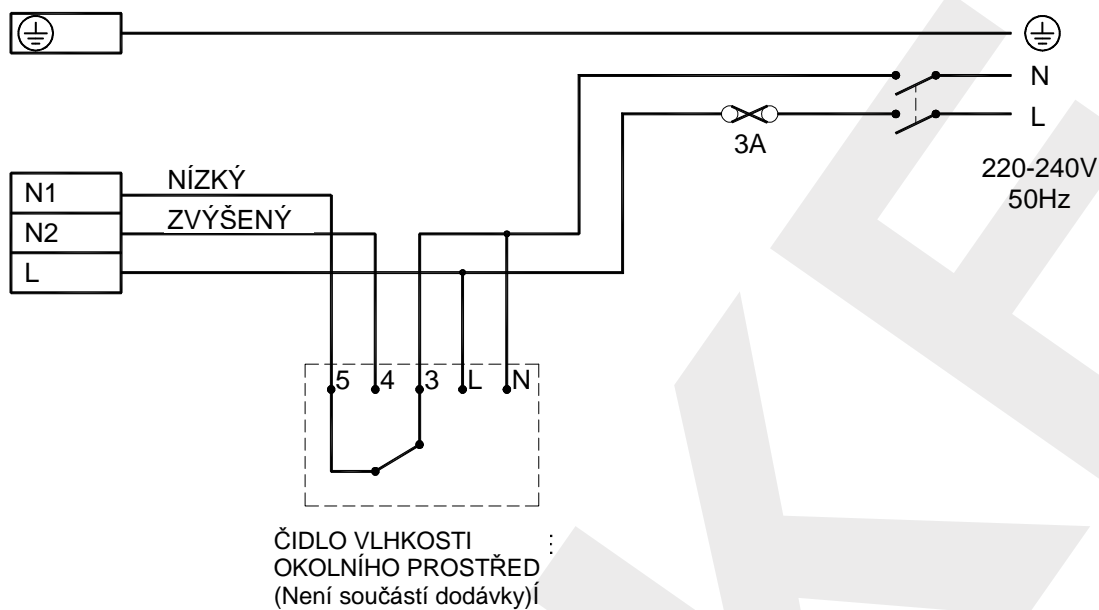 N
L
3A
220-240V
50Hz
N1
NÍZKÝ
N2
ZVÝŠENÝ
L
5 4 3 L N
ČIDLO VLHKOSTI :
OKOLNÍHO PROSTŘED
(Není součástí dodávky)Í